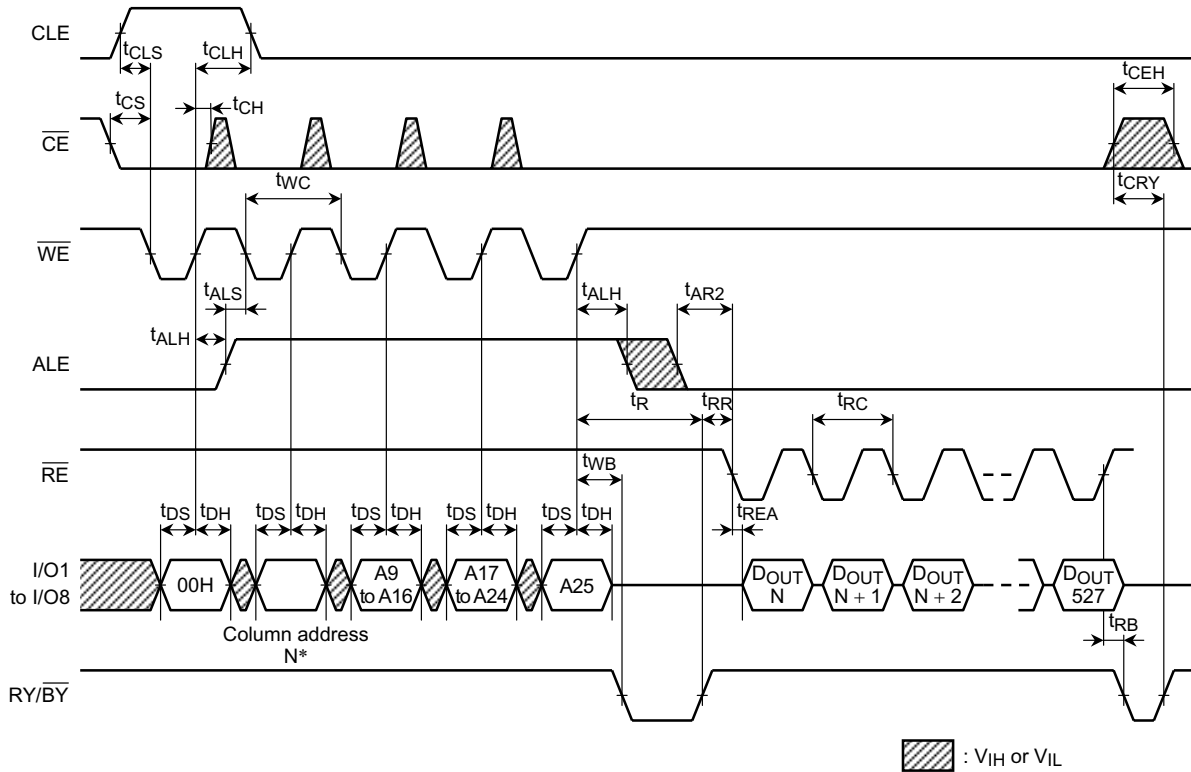 CLE
tCLS
tCLH
tCEH
tCS
tCH
CE
tWC
tCRY
WE
tALS
tALH
tAR2
tALH
ALE
tR
tRR
tRC
RE
tWB
tDS
tDH
tDS
tDH
tDS
tDH
tDS
tDH
tDS
tDH
tREA
I/O1
to I/O8
00H
A9
to A16
A17
to A24
A25
DOUT
N
DOUT
N + 1
DOUT
N + 2
DOUT
527
Column address
N*
tRB
RY/BY
: VIH or VIL